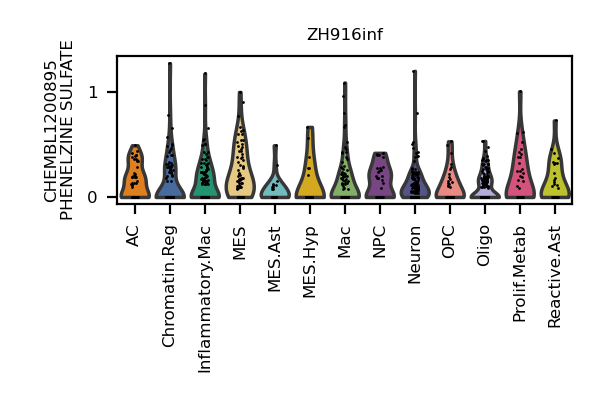 ZH916inf
CHEMBL1200895
PHENELZINE SULFATE
1
0
AC
Chromatin.Reg
Inflammatory.Mac
MES
MES.Ast
MES.Hyp
Mac
NPC
Neuron
OPC
Oligo
Prolif.Metab
Reactive.Ast